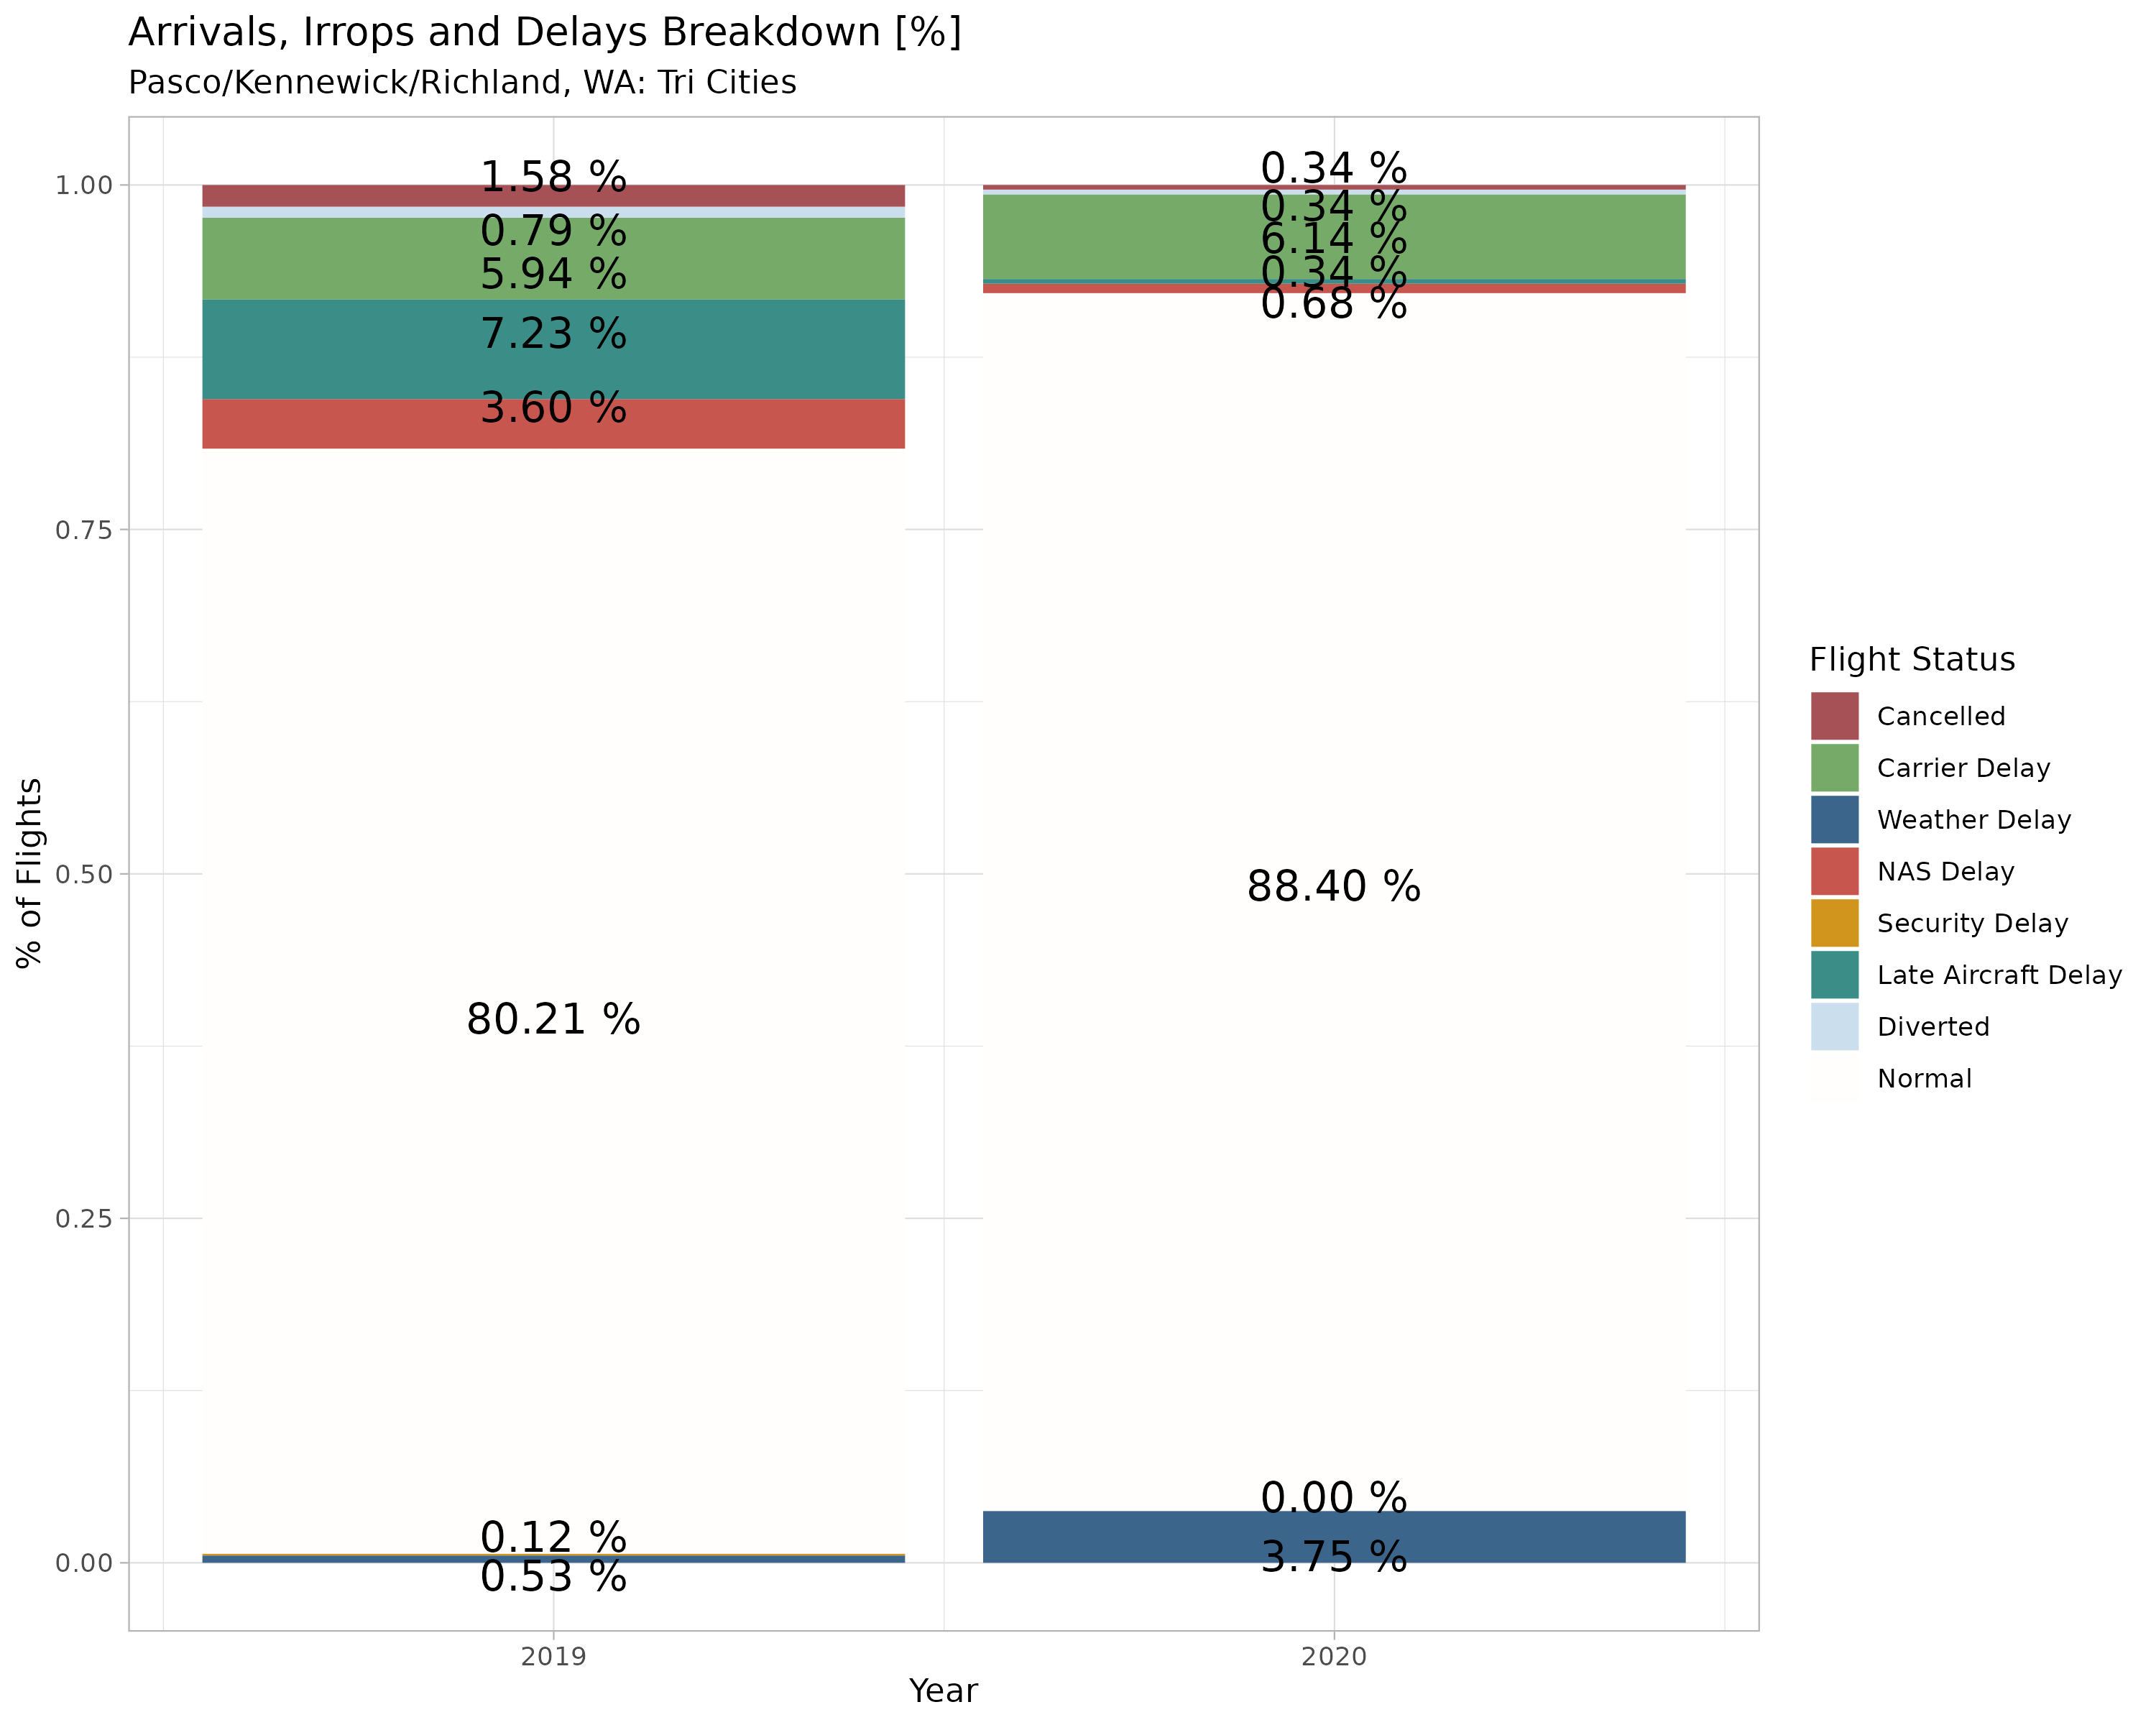 Arrivals, Irrops and Delays Breakdown [%]
Pasco/Kennewick/Richland, WA: Tri Cities
% of Flights
1.00
0.75
0.50
0.25
0.00
1.58 %
0.79 %
5.94 %
7.23 %
3.60 %
80.21 %
0.12 %
0.53 %
0.34 %
0.34 %
6.14 %
0.34 %
0.68 %
88.40 %
0.00 %
3.75 %
2019
2020
Year
Flight Status
Cancelled
Carrier Delay
Weather Delay
NAS Delay
Security Delay
Late Aircraft Delay
Diverted
Normal